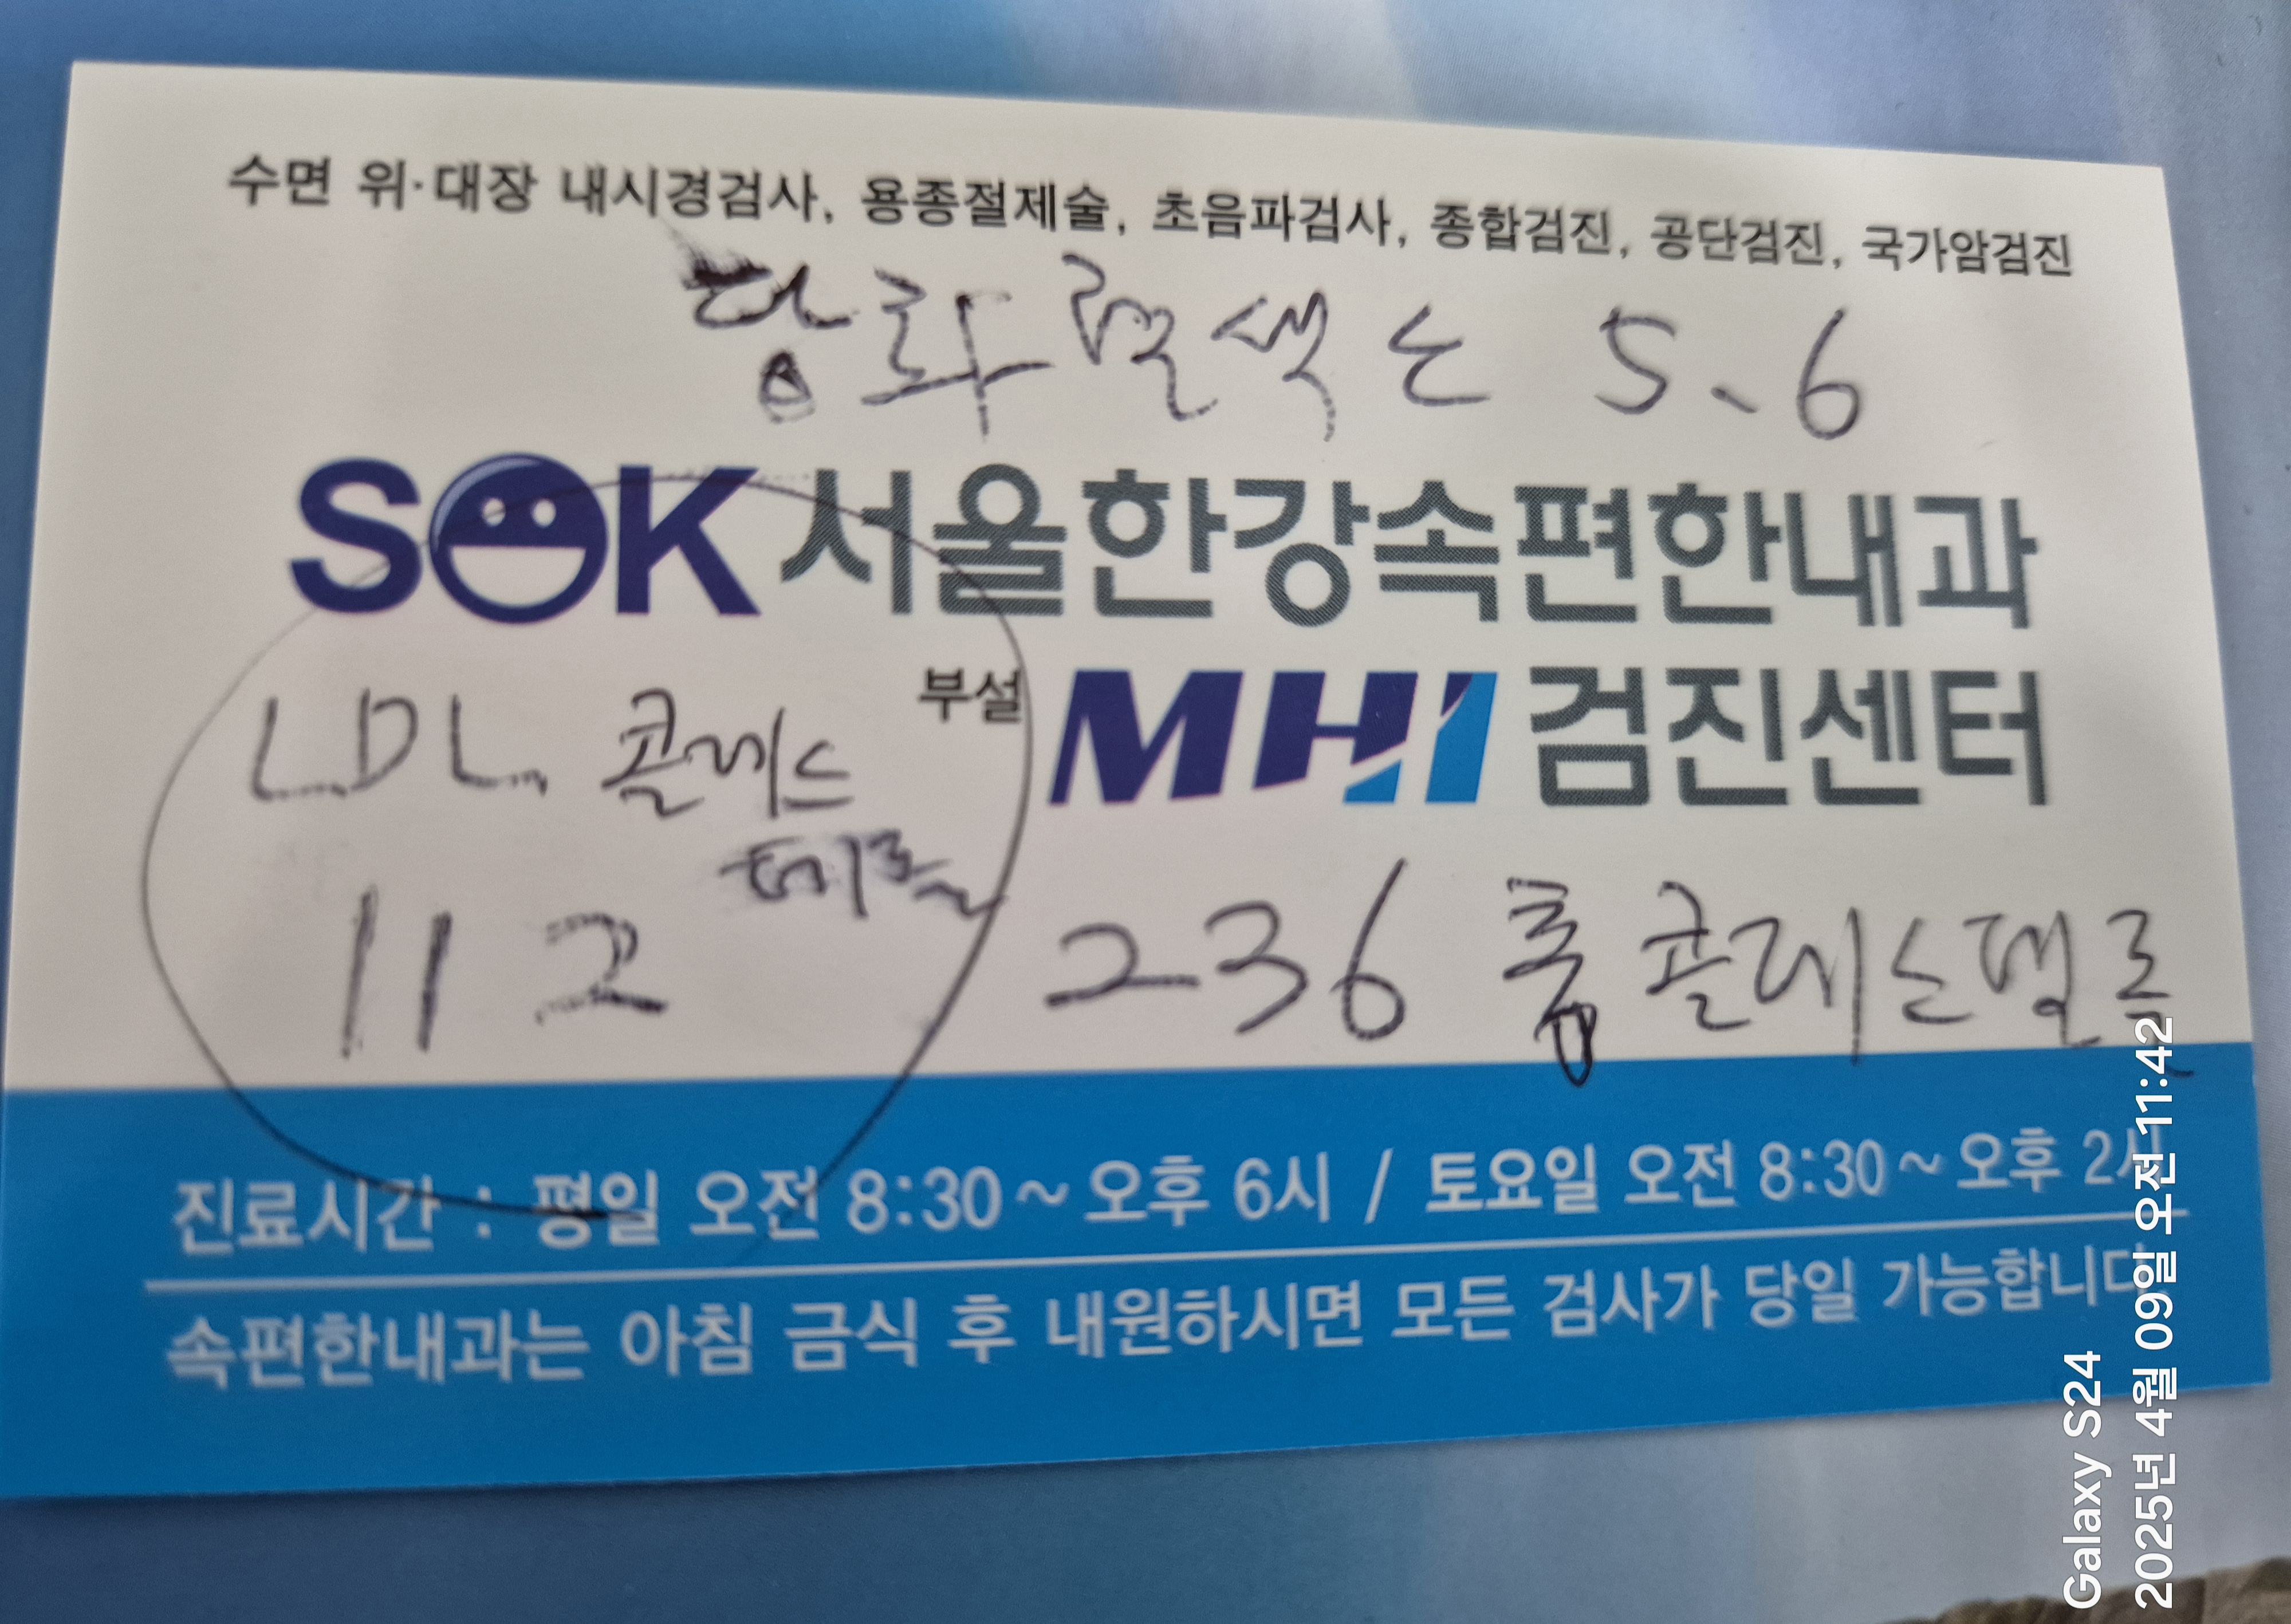 수면 위·대장 내시경검사, 용종절제술, 초음파검사, 종합검진, 공단검진, 국가암검진
당화혈색소 5.6
SOK 서울한강속편한내과
부설 MHI 검진센터
LDL 콜레스
테롤
112
236 총콜레스텔롤
진료시간 : 평일 오전 8:30~오후 6시 / 토요일 오전 8:30~오후 2시
속편한내과는 아침 금식 후 내원하시면 모든 검사가 당일 가능합니다
Galaxy S24
2025년 4월 09일 오전 11:42